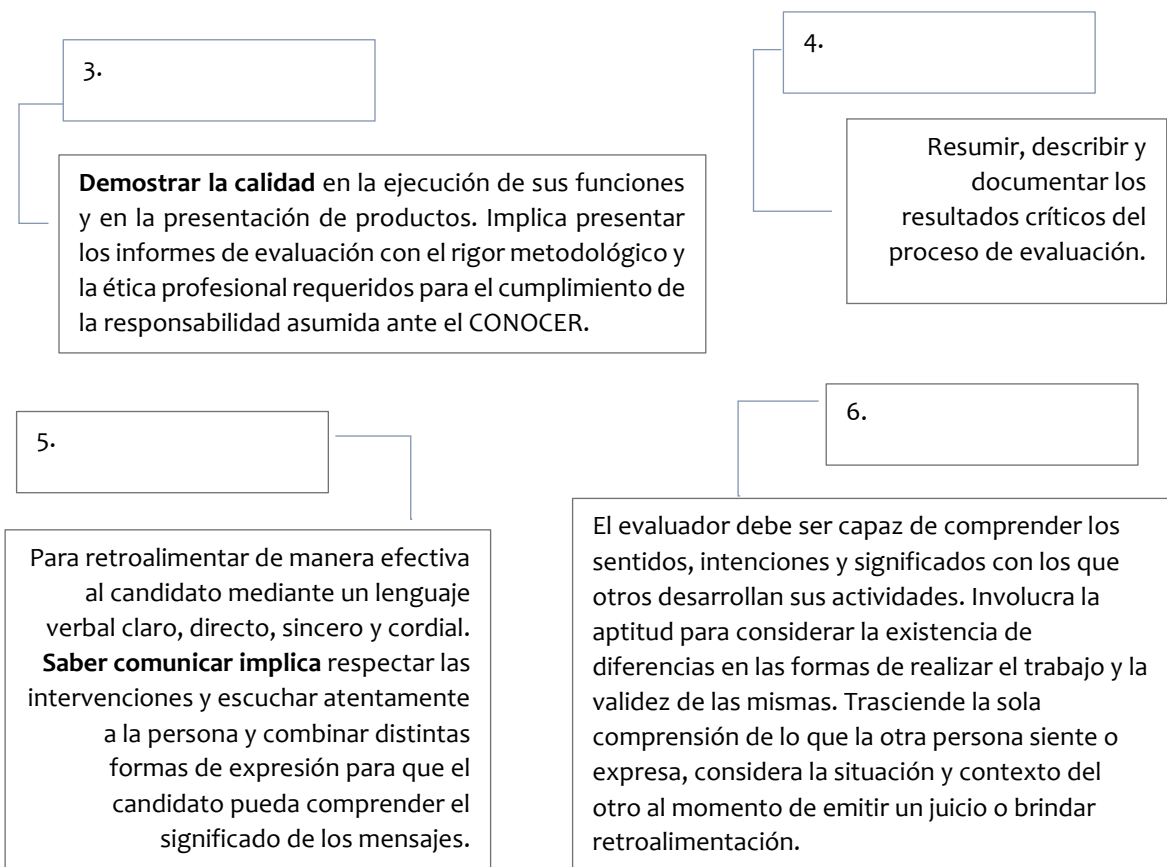 3.
Demostrar la calidad en la ejecución de sus funciones
y en la presentación de productos. Implica presentar
los informes de evaluación con el rigor metodológico y
la ética profesional requeridos para el cumplimiento de
la responsabilidad asumida ante el CONOCER.
4.
Resumir, describir y
documentar los
resultados críticos del
proceso de evaluación.
5.
Para retroalimentar de manera efectiva
al candidato mediante un lenguaje
verbal claro, directo, sincero y cordial.
Saber comunicar implica respectar las
intervenciones y escuchar atentamente
a la persona y combinar distintas
formas de expresión para que el
candidato pueda comprender el
significado de los mensajes.
6.
El evaluador debe ser capaz de comprender los
sentidos, intenciones y significados con los que
otros desarrollan sus actividades. Involucra la
aptitud para considerar la existencia de
diferencias en las formas de realizar el trabajo y la
validez de las mismas. Trasciende la sola
comprensión de lo que la otra persona siente o
expresa, considera la situación y contexto del
otro al momento de emitir un juicio o brindar
retroalimentación.